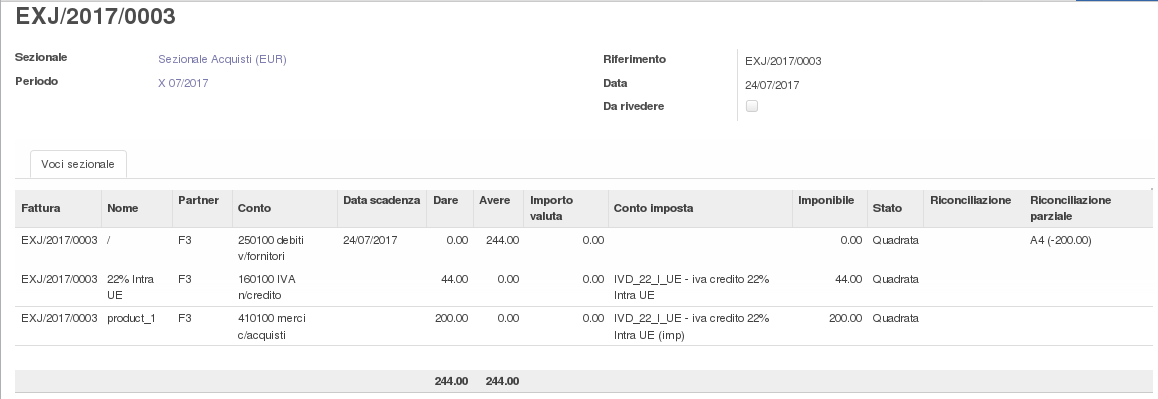 EXJ/2017/0003
Sezionale Sezionale Acquisti (EUR)
Periodo X 07/2017
Riferimento EXJ/2017/0003
Data 24/07/2017
Da rivedere
Voci sezionale
Fattura Nome Partner Conto Data scadenza Dare Avere Importo valuta Conto imposta Imponibile Stato Riconciliazione Riconciliazione parziale
EXJ/2017/0003 / F3 250100 debiti v/fornitori 24/07/2017 0.00 244.00 0.00 0.00 Quadrata A4 (-200.00)
EXJ/2017/0003 22% Intra UE F3 160100 IVA n/credito 44.00 0.00 0.00 IVD_22_I_UE - iva credito 22% Intra UE 44.00 Quadrata
EXJ/2017/0003 product_1 F3 410100 merci c/acquisti 200.00 0.00 0.00 IVD_22_I_UE - iva credito 22% Intra UE (imp) 200.00 Quadrata
244.00 244.00